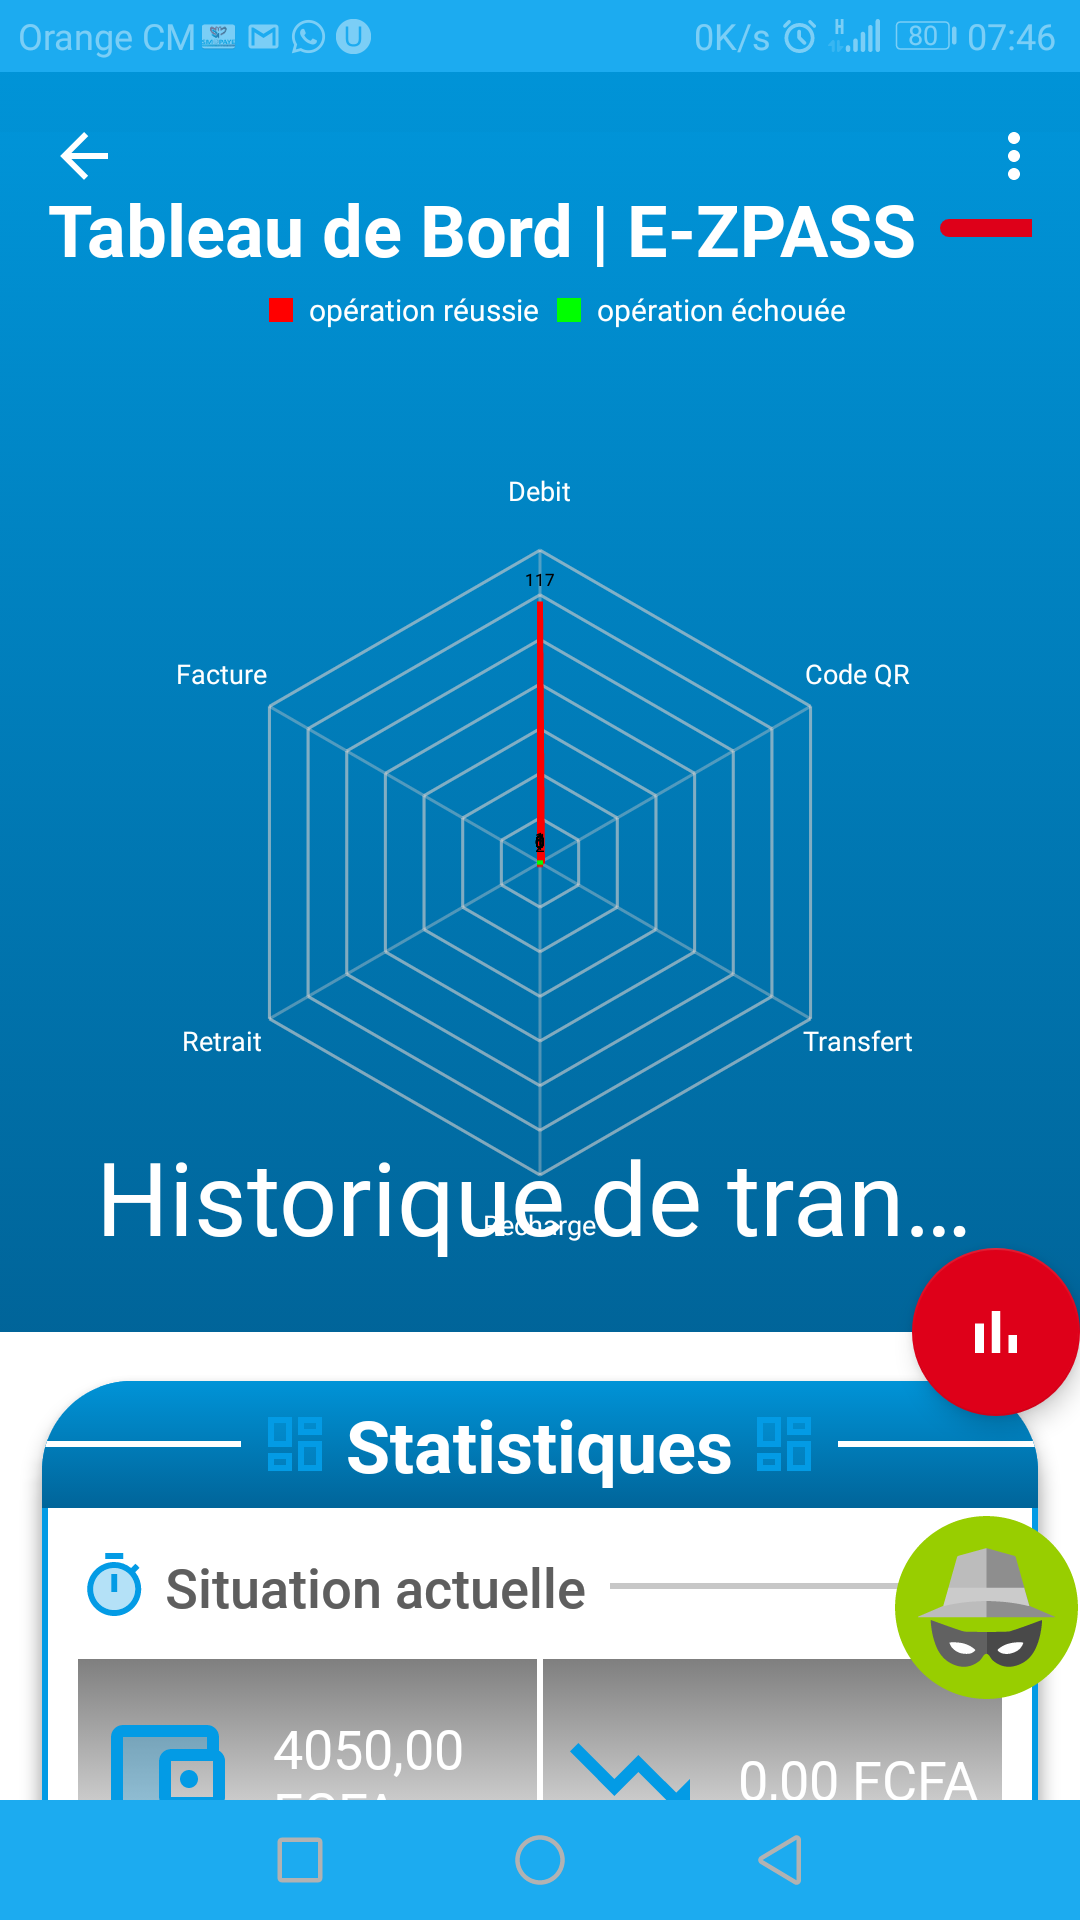 Orange CM 0K/s H 80 07:46
Tableau de Bord | E-ZPASS
opération réussie opération échouée
Debit
117
Facture Code QR
Retrait Transfert
Historique de tran...
Recharge
Statistiques
Situation actuelle
4050,00
FCFA 0,00 FCFA